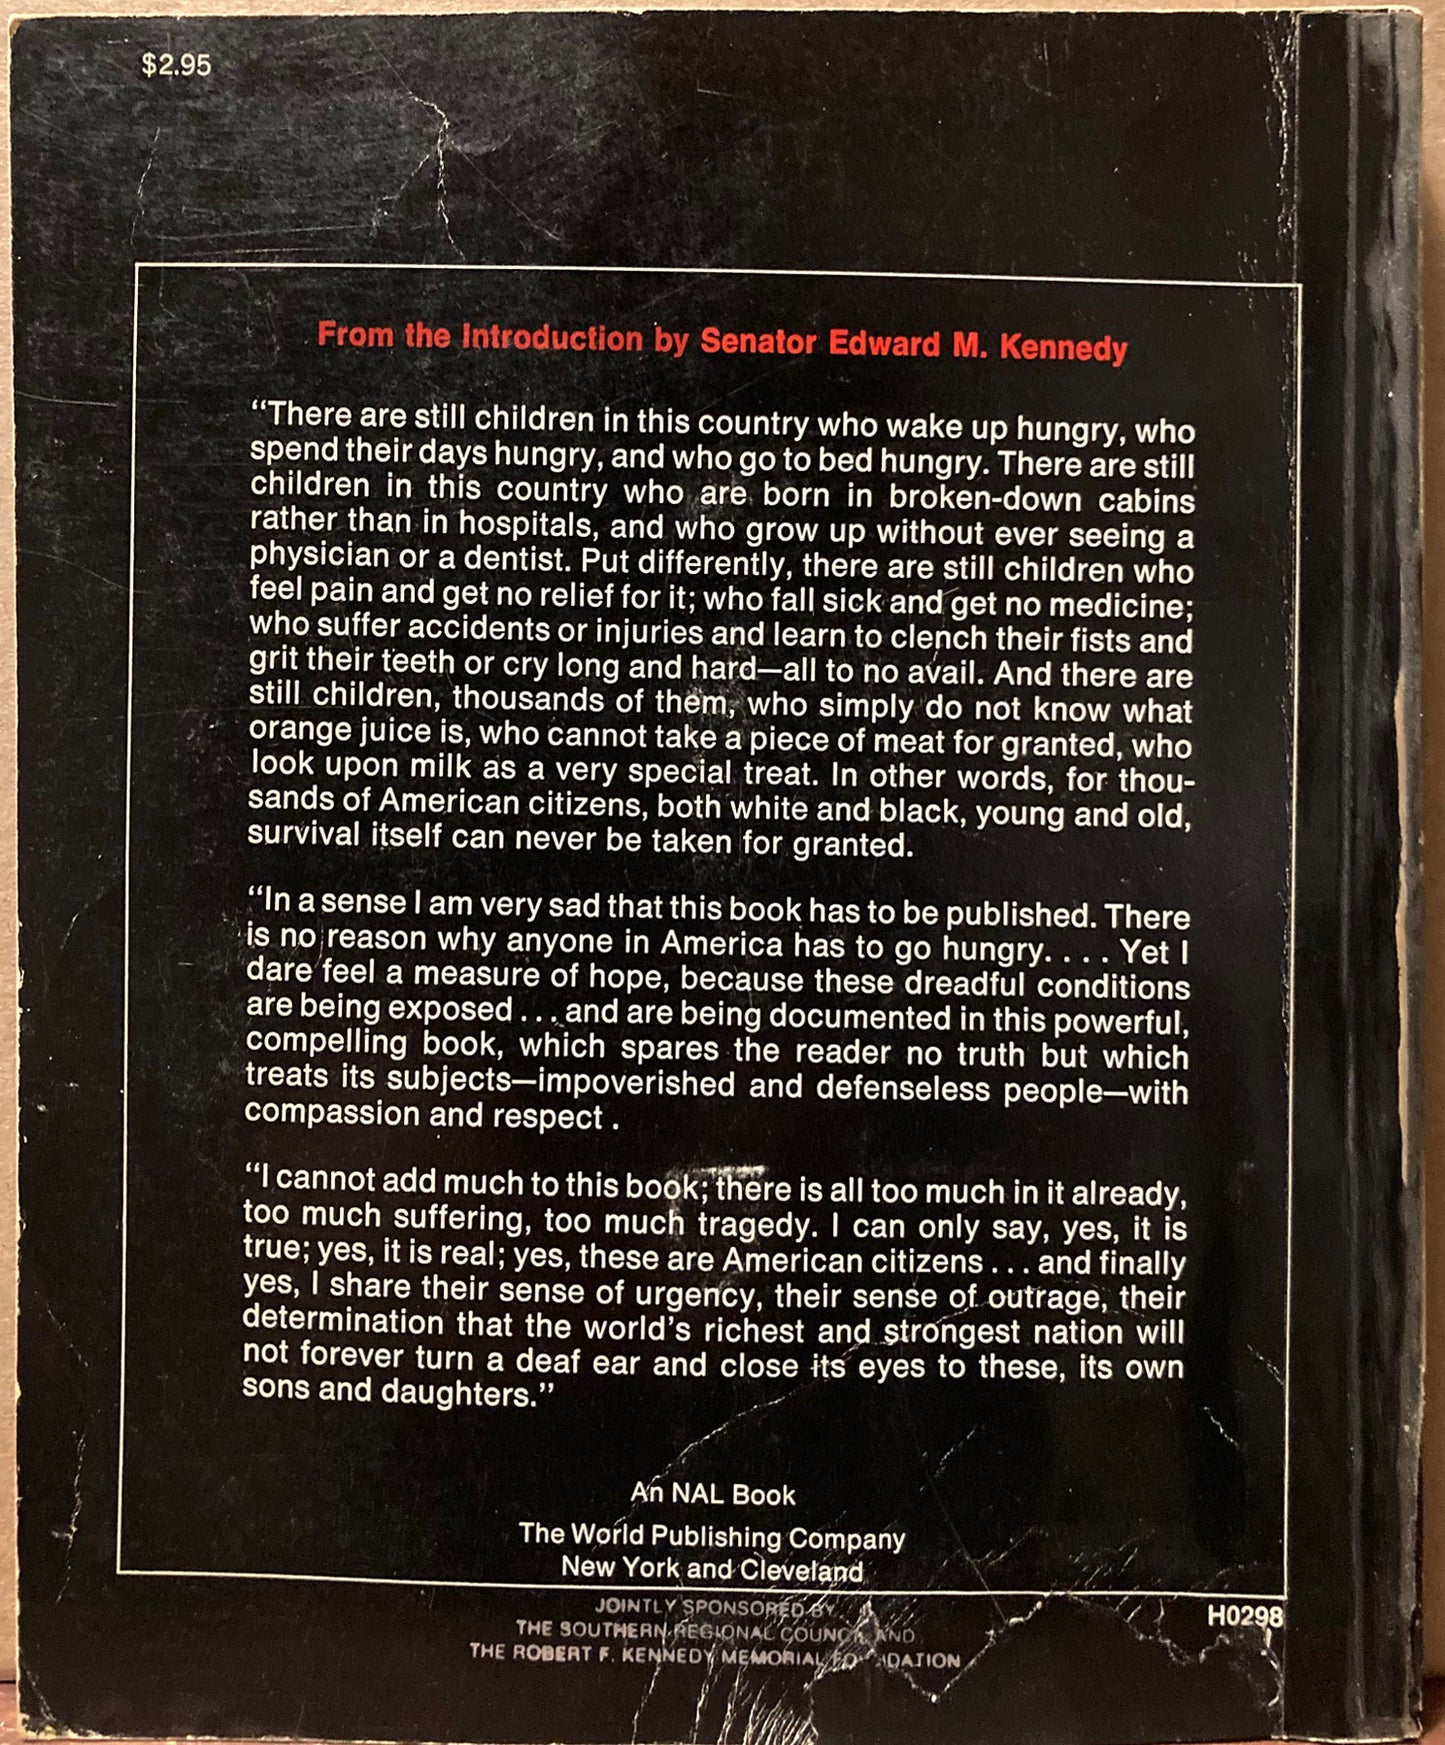 $2.95
From the Introduction by Senator Edward M. Kennedy
“There are still children in this country who wake up hungry, who
spend their days hungry, and who go to bed hungry. There are still
children in this country who are born in broken-down cabins
rather than in hospitals, and who grow up without ever seeing a
physician or a dentist. Put differently, there are still children who
feel pain and get no relief for it; who fall sick and get no medicine;
who suffer accidents or injuries and learn to clench their fists and
grit their teeth or cry long and hard—all to no avail. And there are
still children, thousands of them, who simply do not know what
orange juice is, who cannot take a piece of meat for granted, who
look upon milk as a very special treat. In other words, for thou-
sands of American citizens, both white and black, young and old,
survival itself can never be taken for granted.
“In a sense I am very sad that this book has to be published. There
is no reason why anyone in America has to go hungry. . . . Yet I
dare feel a measure of hope, because these dreadful conditions
are being exposed . . . and are being documented in this powerful,
compelling book, which spares the reader no truth but which
treats its subjects—impoverished and defenseless people—with
compassion and respect .
“I cannot add much to this book; there is all too much in it already,
too much suffering, too much tragedy. I can only say, yes, it is
true; yes, it is real; yes, these are American citizens . . . and finally
yes, I share their sense of urgency, their sense of outrage, their
determination that the world's richest and strongest nation will
not forever turn a deaf ear and close its eyes to these, its own
sons and daughters.”
An NAL Book
The World Publishing Company
New York and Cleveland
JOINTLY SPONSORED BY
THE SOUTHERN REGIONAL COUNCIL AND
THE ROBERT F. KENNEDY MEMORIAL FOUNDATION
H0298